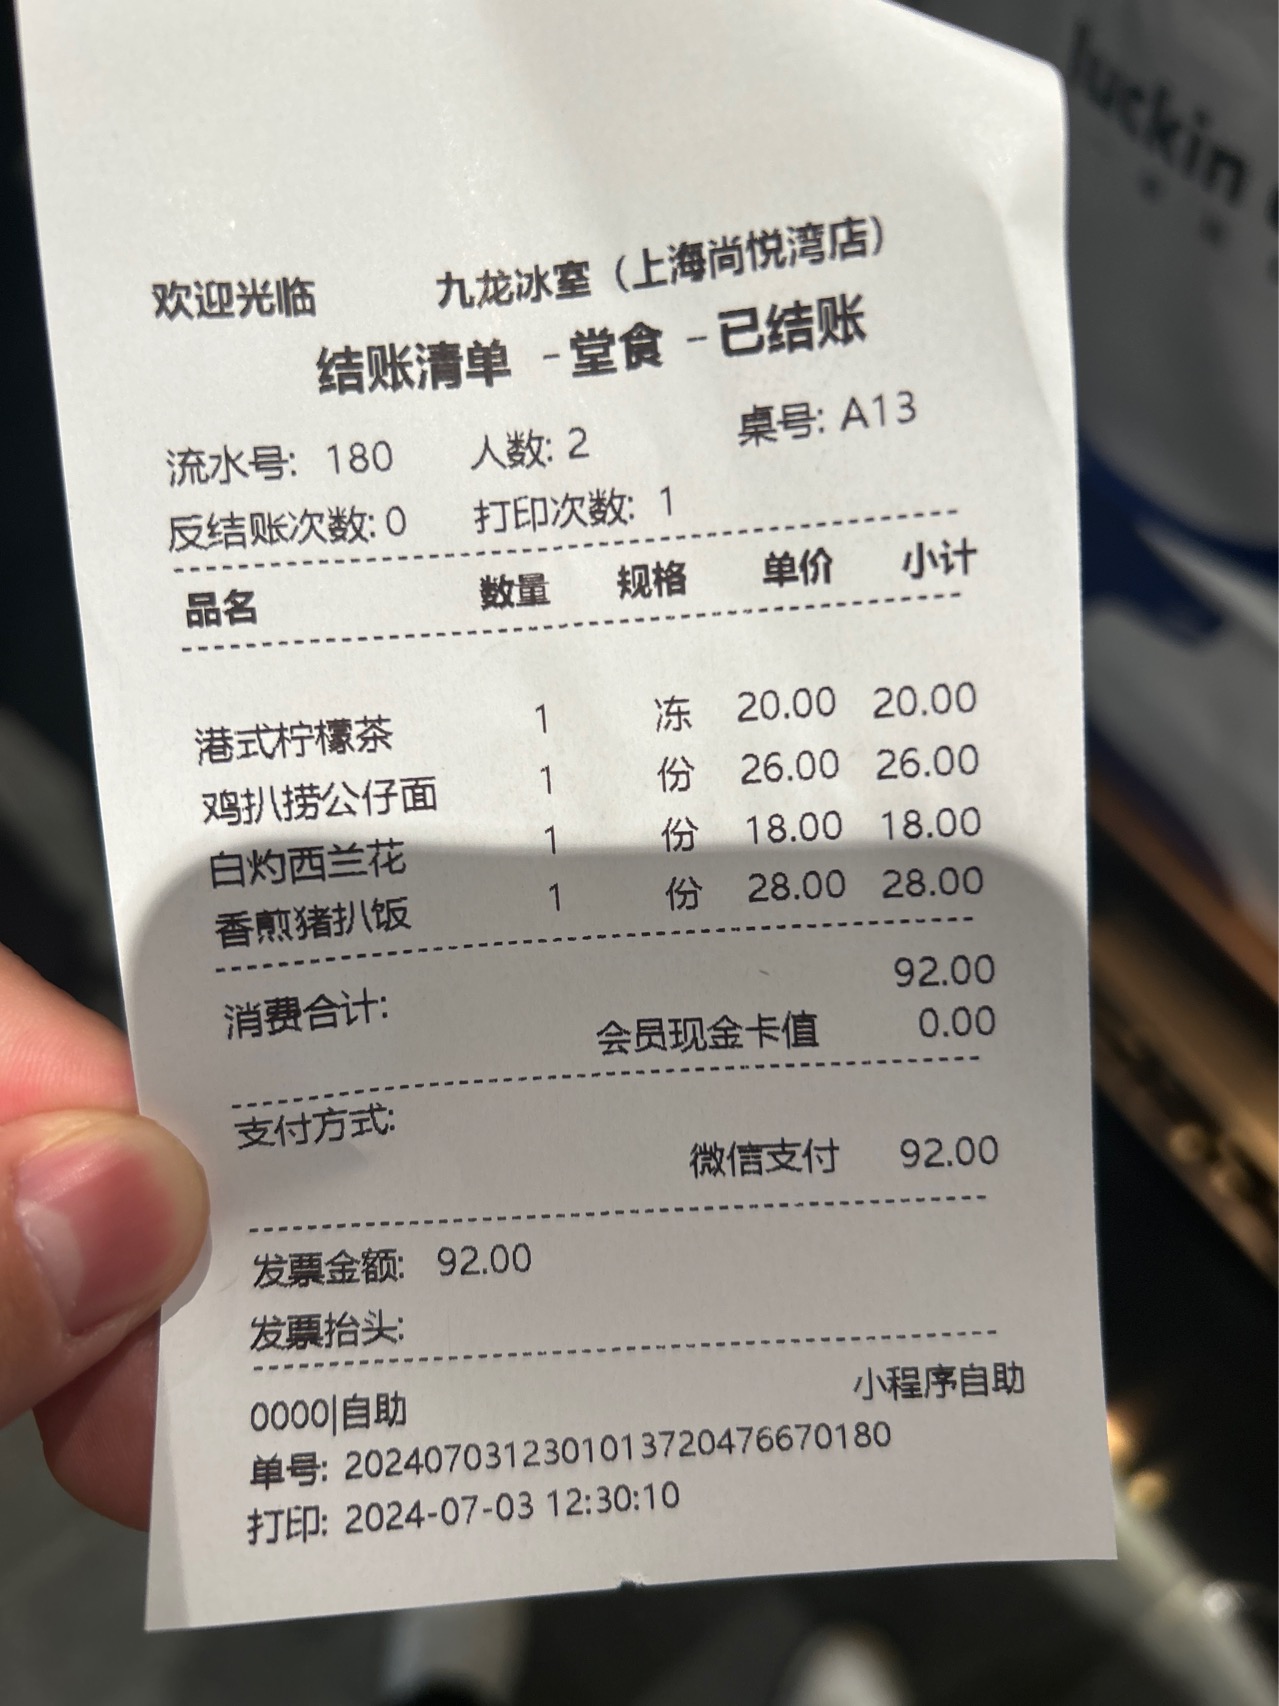 luckin
欢迎光临 九龙冰室（上海尚悦湾店）
结账清单 -堂食 -已结账
流水号: 180 人数: 2 桌号: A13
反结账次数: 0 打印次数: 1
品名 数量 规格 单价 小计
港式柠檬茶 1 冻 20.00 20.00
鸡扒捞公仔面 1 份 26.00 26.00
白灼西兰花 1 份 18.00 18.00
香煎猪扒饭 1 份 28.00 28.00
消费合计: 92.00
会员现金卡值 0.00
支付方式:
微信支付 92.00
发票金额: 92.00
发票抬头:
0000|自助 小程序自助
单号: 2024070312301013720476670180
打印: 2024-07-03 12:30:10